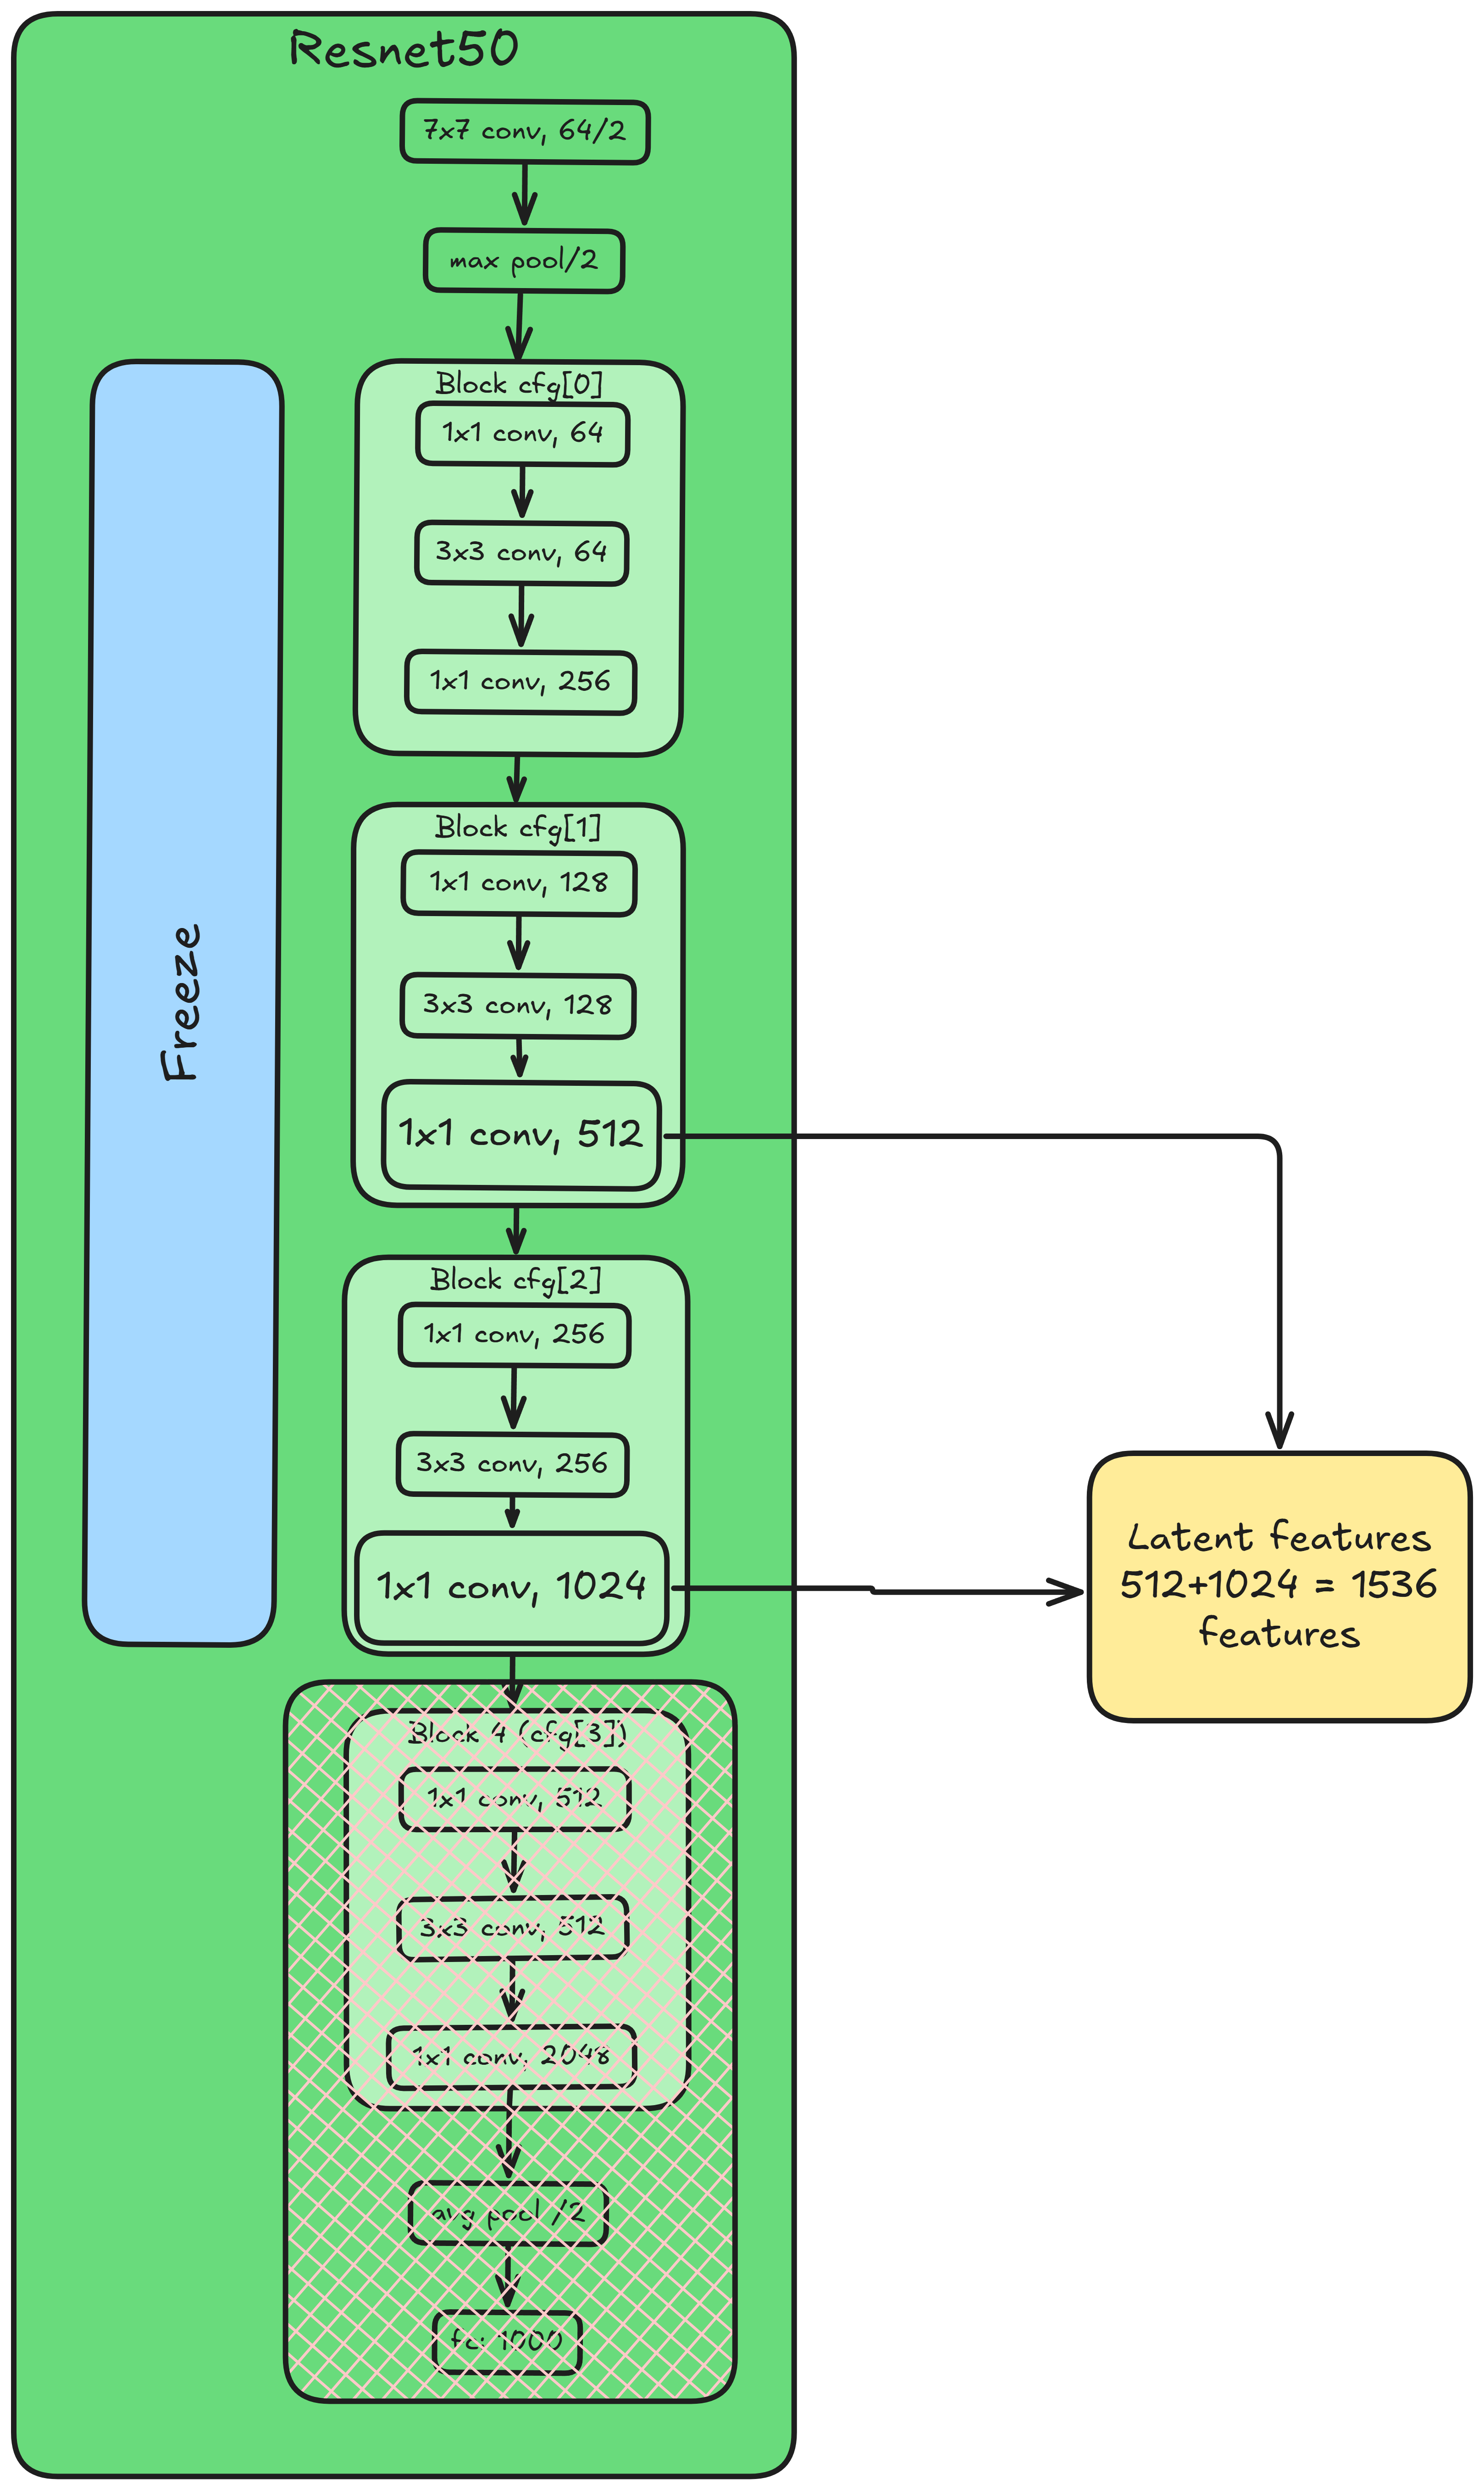 Resnet50
7x7 conv, 64/2
max pool/2
Freeze
Block cfg[0]
1x1 conv, 64
3x3 conv, 64
1x1 conv, 256
Block cfg[1]
1x1 conv, 128
3x3 conv, 128
1x1 conv, 512
Block cfg[2]
1x1 conv, 256
3x3 conv, 256
1x1 conv, 1024
Latent features
512+1024 = 1536
features
Block 4 (cfg[3])
1x1 conv, 512
3x3 conv, 512
1x1 conv, 2048
avg pool /2
fc, 1000